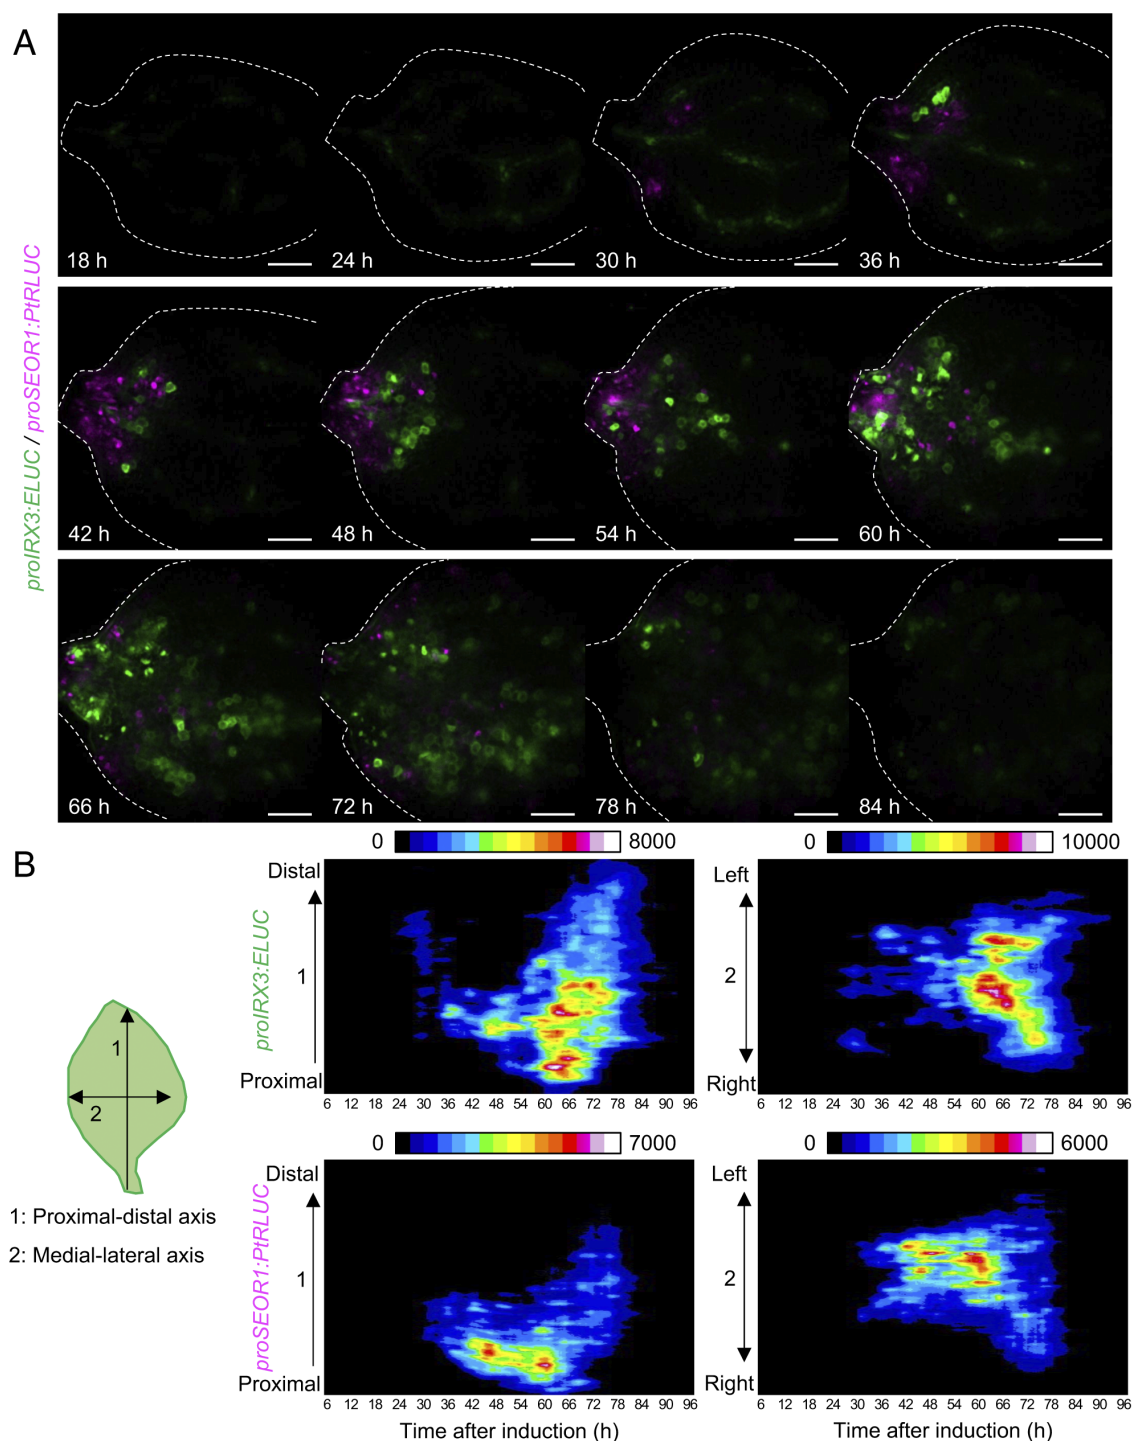 A
proIRX3:ELUC / proSEOR1:PtRLUC
18 h
24 h
30 h
36 h
42 h
48 h
54 h
60 h
66 h
72 h
78 h
84 h
B
1
2
1: Proximal-distal axis
2: Medial-lateral axis
0 8000
proIRX3:ELUC
Distal
1
Proximal
6 12 18 24 30 36 42 48 54 60 66 72 78 84 90 96
0 10000
Left
2
Right
6 12 18 24 30 36 42 48 54 60 66 72 78 84 90 96
0 7000
proSEOR1:PtRLUC
Distal
1
Proximal
6 12 18 24 30 36 42 48 54 60 66 72 78 84 90 96
Time after induction (h)
0 6000
Left
2
Right
6 12 18 24 30 36 42 48 54 60 66 72 78 84 90 96
Time after induction (h)